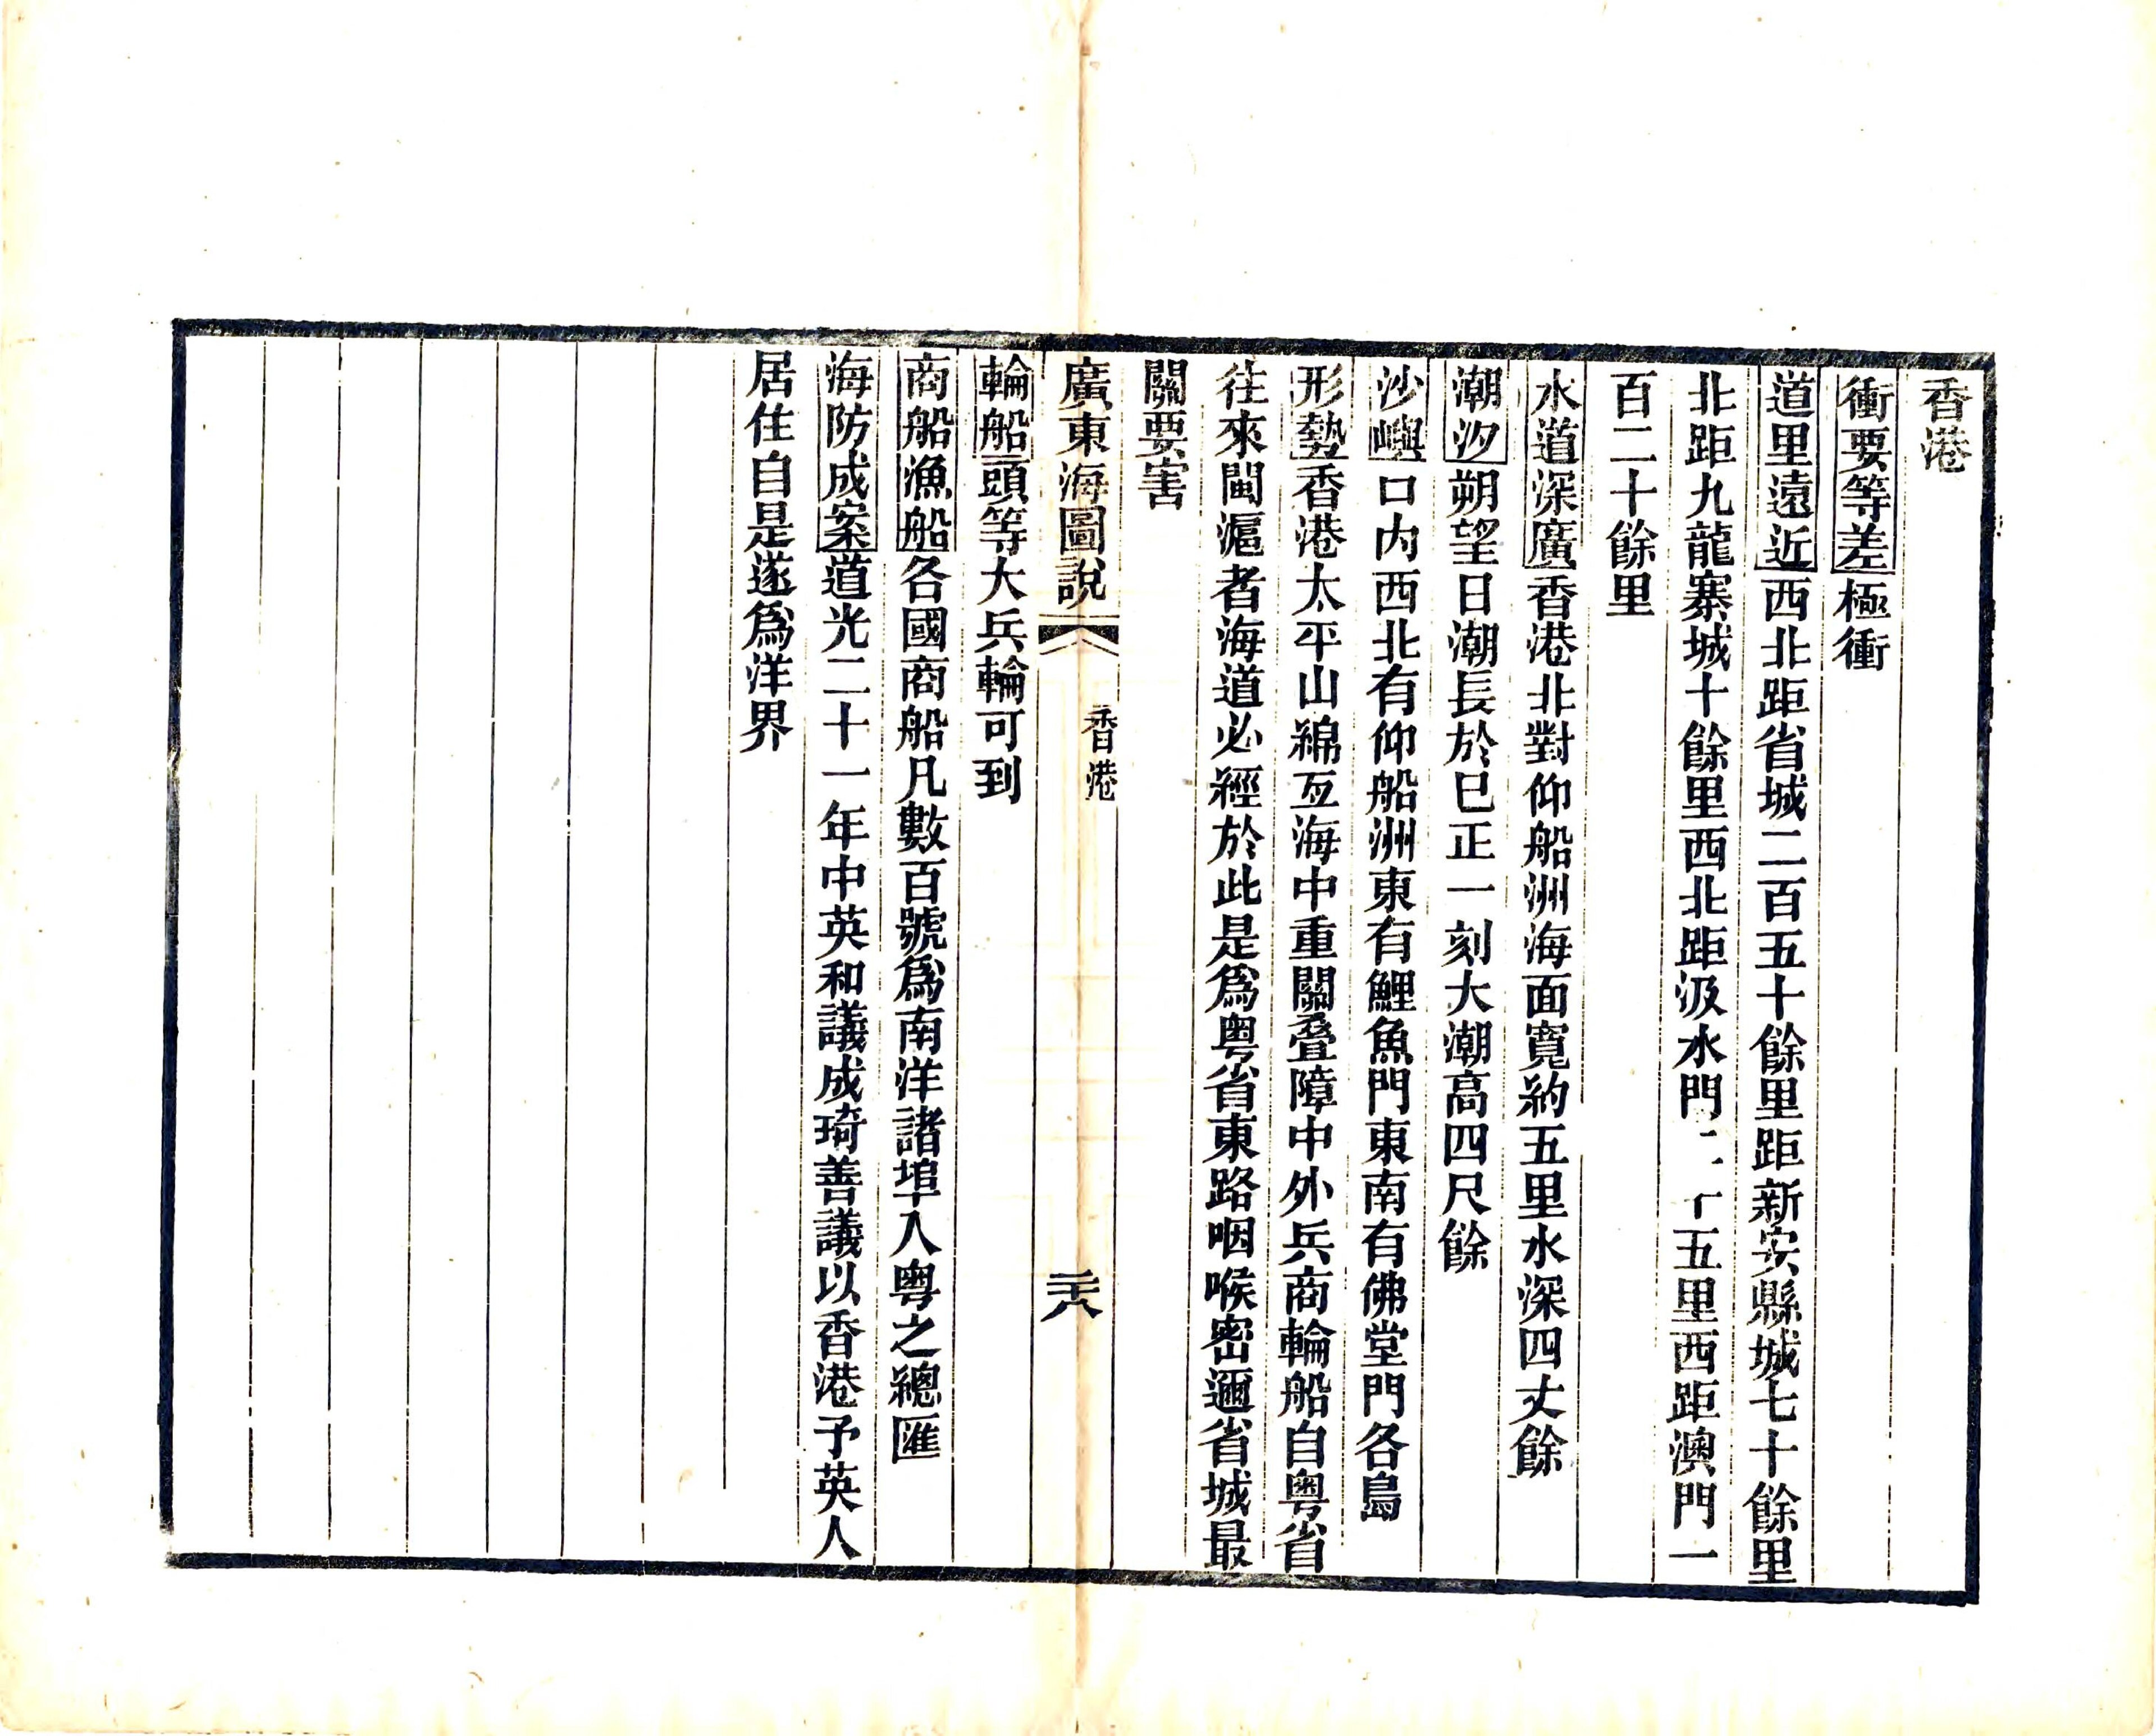 香港
衝要等差極衝
道里遠近西北距省城二百五十餘里距新安縣城七十餘里
北距九龍寨城十餘里西北距汲水門二十五里西距澳門一
百二十餘里
水道深廣香港北對仰船洲海面寬約五里水深四丈餘
潮汐朔望日潮長於巳正一刻大潮高四尺餘
沙嶼口內西北有仰船洲東有鯉魚門東南有佛堂門各島
形勢香港太平山綿亙海中重關疊障中外兵商輪船自粵省
往來閩滬者海道必經於此是爲粵省東路咽喉密邇省城最
關要害
廣東海圖說
香港
二十八
輪船頭等大兵輪可到
商船漁船各國商船凡數百號爲南洋諸埠入粵之總匯
海防成案道光二十一年中英和議成琦善議以香港予英人
居住自是遂爲洋界